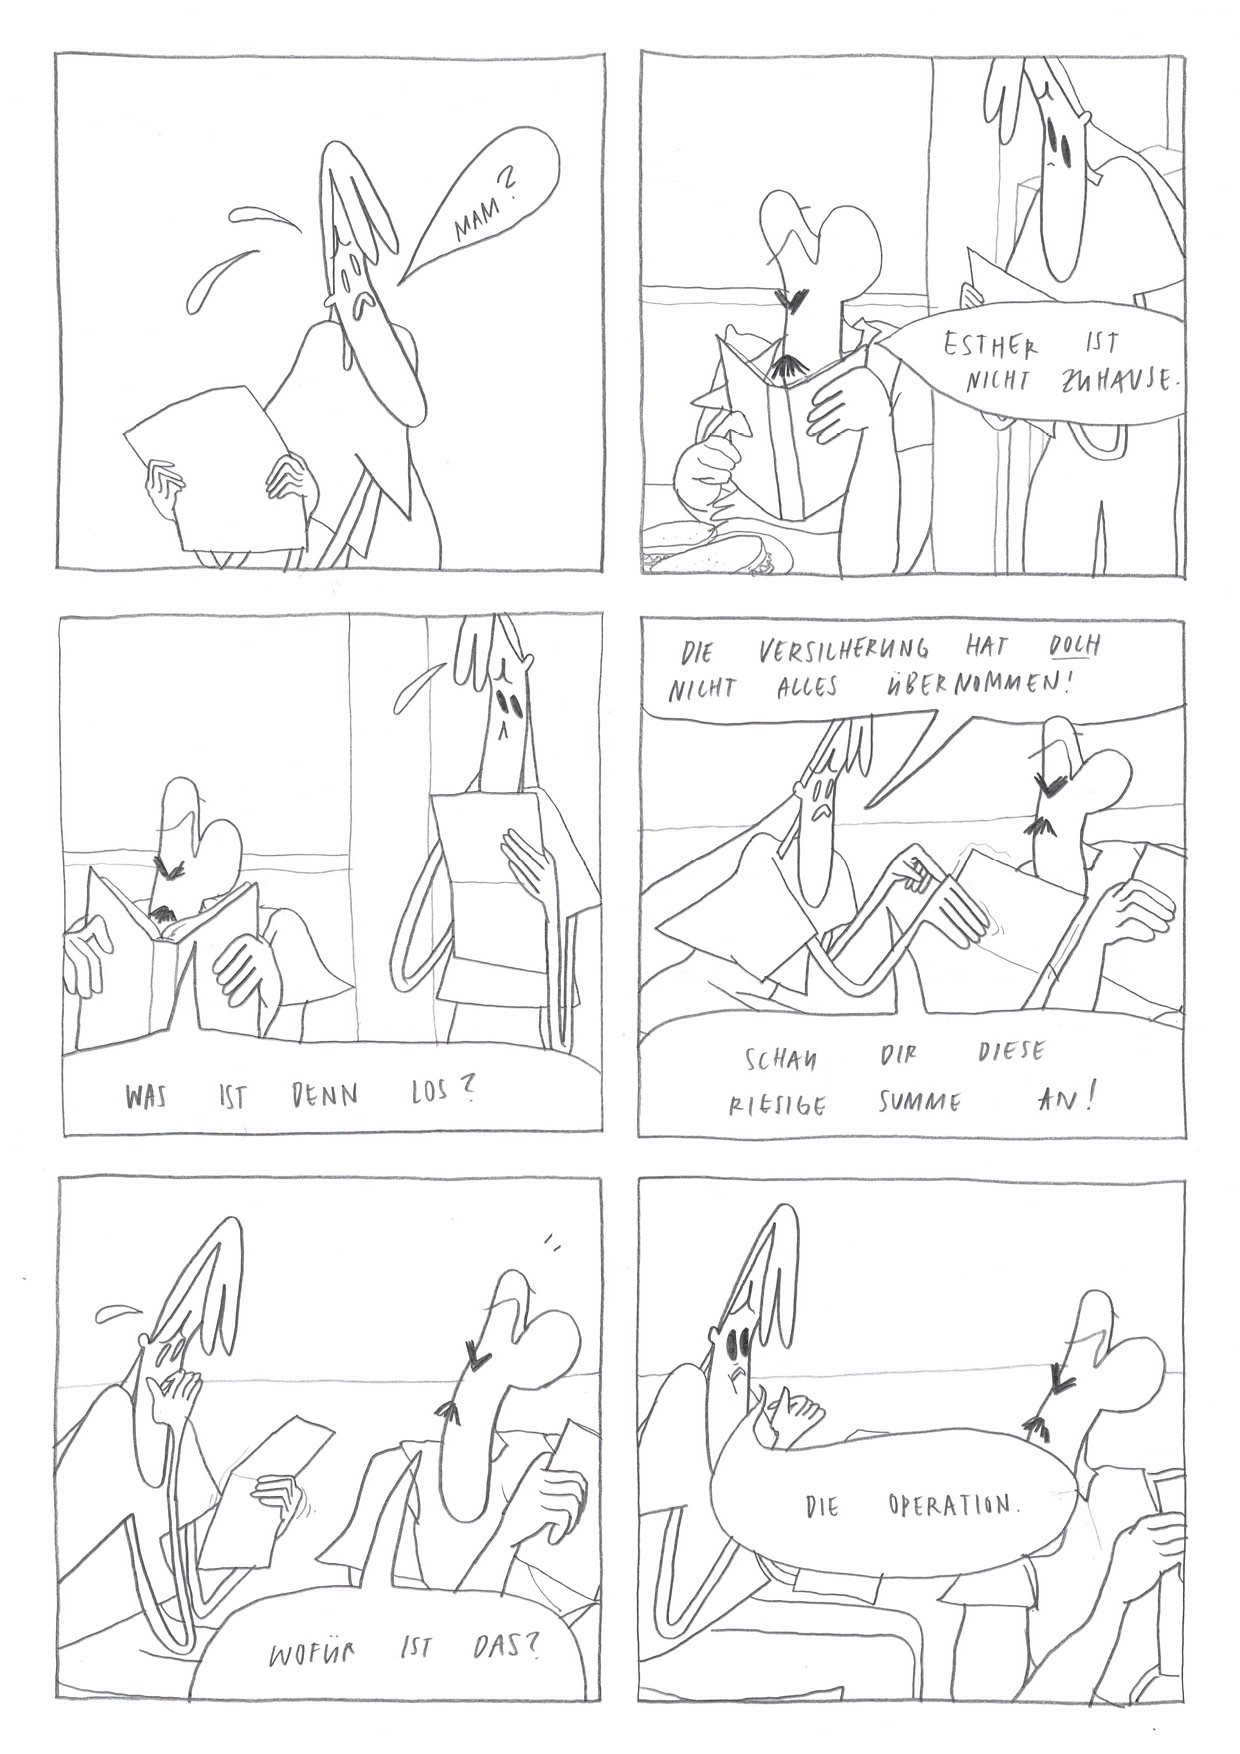 MAM?
ESTHER IST
NICHT ZUHAUSE.
WAS IST DENN LOS?
DIE VERSICHERUNG HAT DOCH
NICHT ALLES ÜBERNOMMEN!
SCHAU DIR DIESE
RIESIGE SUMME AN!
WOFÜR IST DAS?
DIE OPERATION.